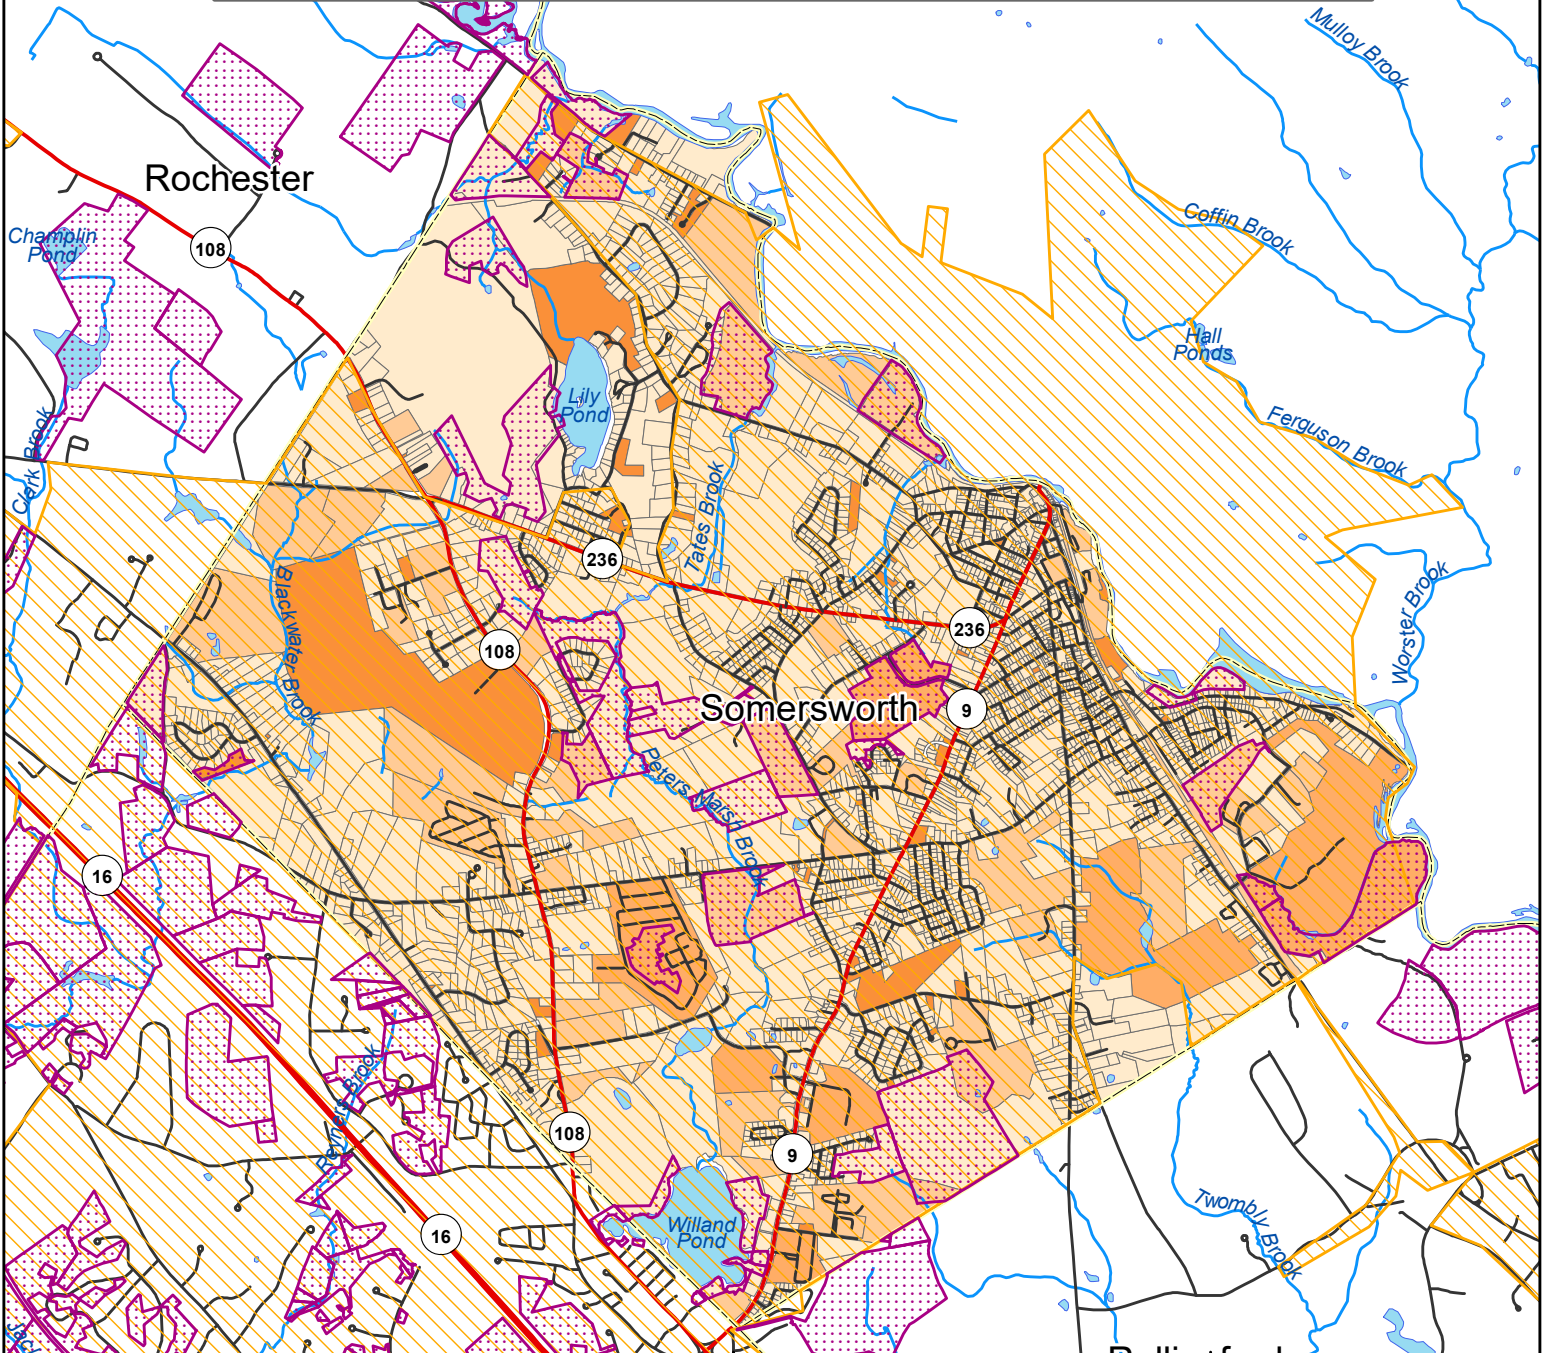 Mulloy Brook
Rochester
Coffin Brook
Champlin
Pond
108
Hall
Ponds
Lily
Pond
Ferguson Brook
Clark Brook
Tates Brook
236
Worster Brook
Blackwater Brook
236
108
Somersworth
9
Peters Marsh Brook
16
Reyners Brook
108
9
Twombly Brook
Willand
Pond
16